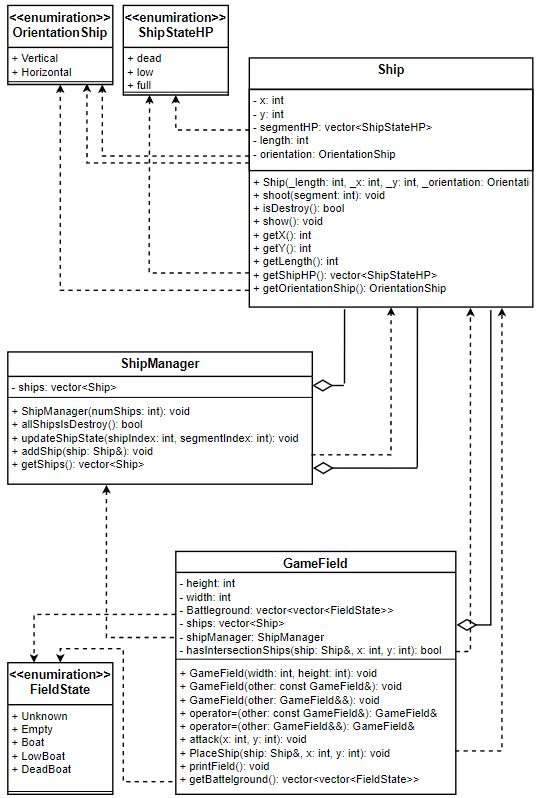 <<enumiration>>
OrientationShip
+ Vertical
+ Horizontal
<<enumiration>>
ShipStateHP
+ dead
+ low
+ full
Ship
- x: int
- y: int
- segmentHP: vector<ShipStateHP>
- length: int
- orientation: OrientationShip
+ Ship(_length: int, _x: int, _y: int, _orientation: Orientati
+ shoot(segment: int): void
+ isDestroy(): bool
+ show(): void
+ getX(): int
+ getY(): int
+ getLength(): int
+ getShipHP(): vector<ShipStateHP>
+ getOrientationShip(): OrientationShip
ShipManager
- ships: vector<Ship>
+ ShipManager(numShips: int): void
+ allShipsIsDestroy(): bool
+ updateShipState(shipIndex: int, segmentIndex: int): void
+ addShip(ship: Ship&): void
+ getShips(): vector<Ship>
GameField
- height: int
- width: int
- Battleground: vector<vector<FieldState>>
- ships: vector<Ship>
- shipManager: ShipManager
- hasIntersectionShips(ship: Ship&, x: int, y: int): bool
+ GameField(width: int, height: int): void
+ GameField(other: const GameField&): void
+ GameField(other: GameField&&): void
+ operator=(other: const GameField&): GameField&
+ operator=(other: GameField&&): GameField&
+ attack(x: int, y: int): void
+ PlaceShip(ship: Ship&, x: int, y: int): void
+ printField(): void
+ getBattelground(): vector<vector<FieldState>>
<<enumiration>>
FieldState
+ Unknown
+ Empty
+ Boat
+ LowBoat
+ DeadBoat